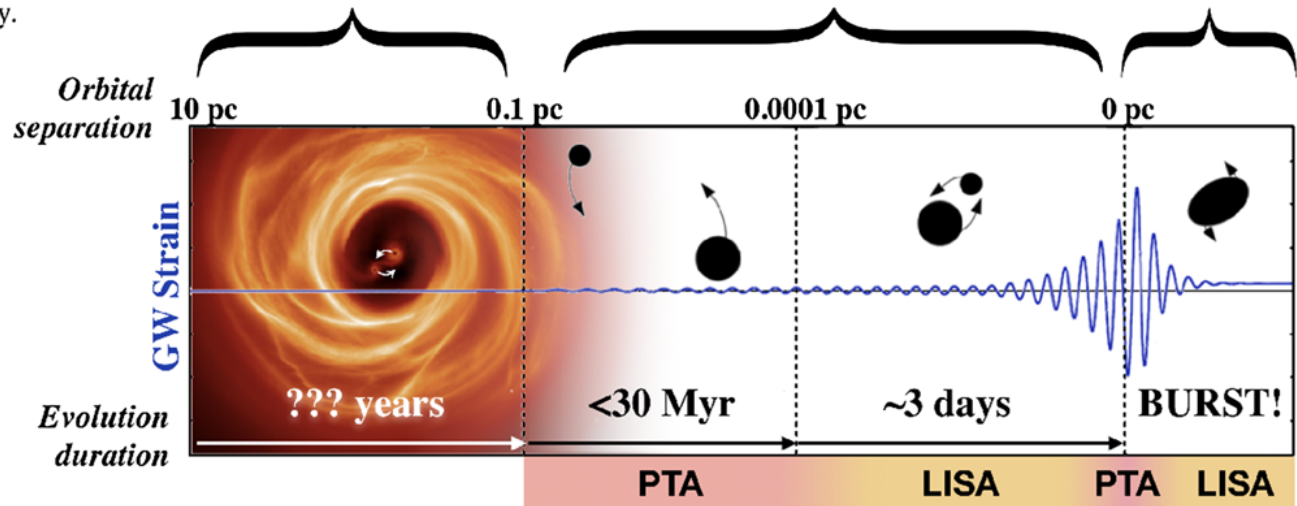 y.
Orbital
separation
10 pc
0.1 pc
0.0001 pc
0 pc
GW Strain
Evolution
duration
??? years
<30 Myr
~3 days
BURST!
PTA
LISA
PTA
LISA